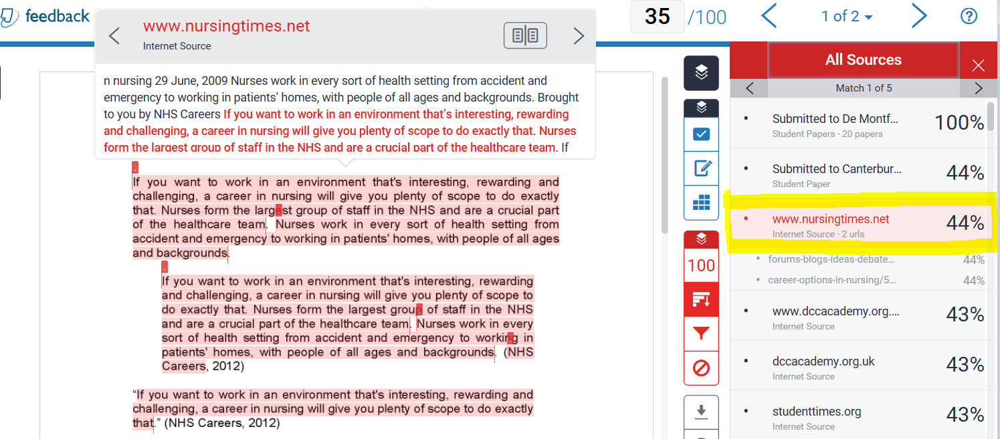 feedback
35 /100
1 of 2
www.nursingtimes.net
Internet Source
n nursing 29 June, 2009 Nurses work in every sort of health setting from accident and
emergency to working in patients’ homes, with people of all ages and backgrounds. Brought
to you by NHS Careers If you want to work in an environment that’s interesting, rewarding
and challenging, a career in nursing will give you plenty of scope to do exactly that. Nurses
form the largest group of staff in the NHS and are a crucial part of the healthcare team. If
If you want to work in an environment that's interesting, rewarding and
challenging, a career in nursing will give you plenty of scope to do exactly
that. Nurses form the largest group of staff in the NHS and are a crucial part
of the healthcare team. Nurses work in every sort of health setting from
accident and emergency to working in patients' homes, with people of all ages
and backgrounds.
If you want to work in an environment that's interesting, rewarding
and challenging, a career in nursing will give you plenty of scope to
do exactly that. Nurses form the largest group of staff in the NHS
and are a crucial part of the healthcare team. Nurses work in every
sort of health setting from accident and emergency to working in
patients' homes, with people of all ages and backgrounds. (NHS
Careers, 2012)
“If you want to work in an environment that's interesting, rewarding and
challenging, a career in nursing will give you plenty of scope to do exactly
that.” (NHS Careers, 2012)
100
All Sources
Match 1 of 5
Submitted to De Montf... 100%
Student Papers - 20 papers
Submitted to Canterbur... 44%
Student Paper
www.nursingtimes.net 44%
Internet Source - 2 urls
forums-blogs-ideas-debate... 44%
career-options-in-nursing/5... 44%
www.dccacademy.org.... 43%
Internet Source
dccacademy.org.uk 43%
Internet Source
studenttimes.org 43%
Internet Source